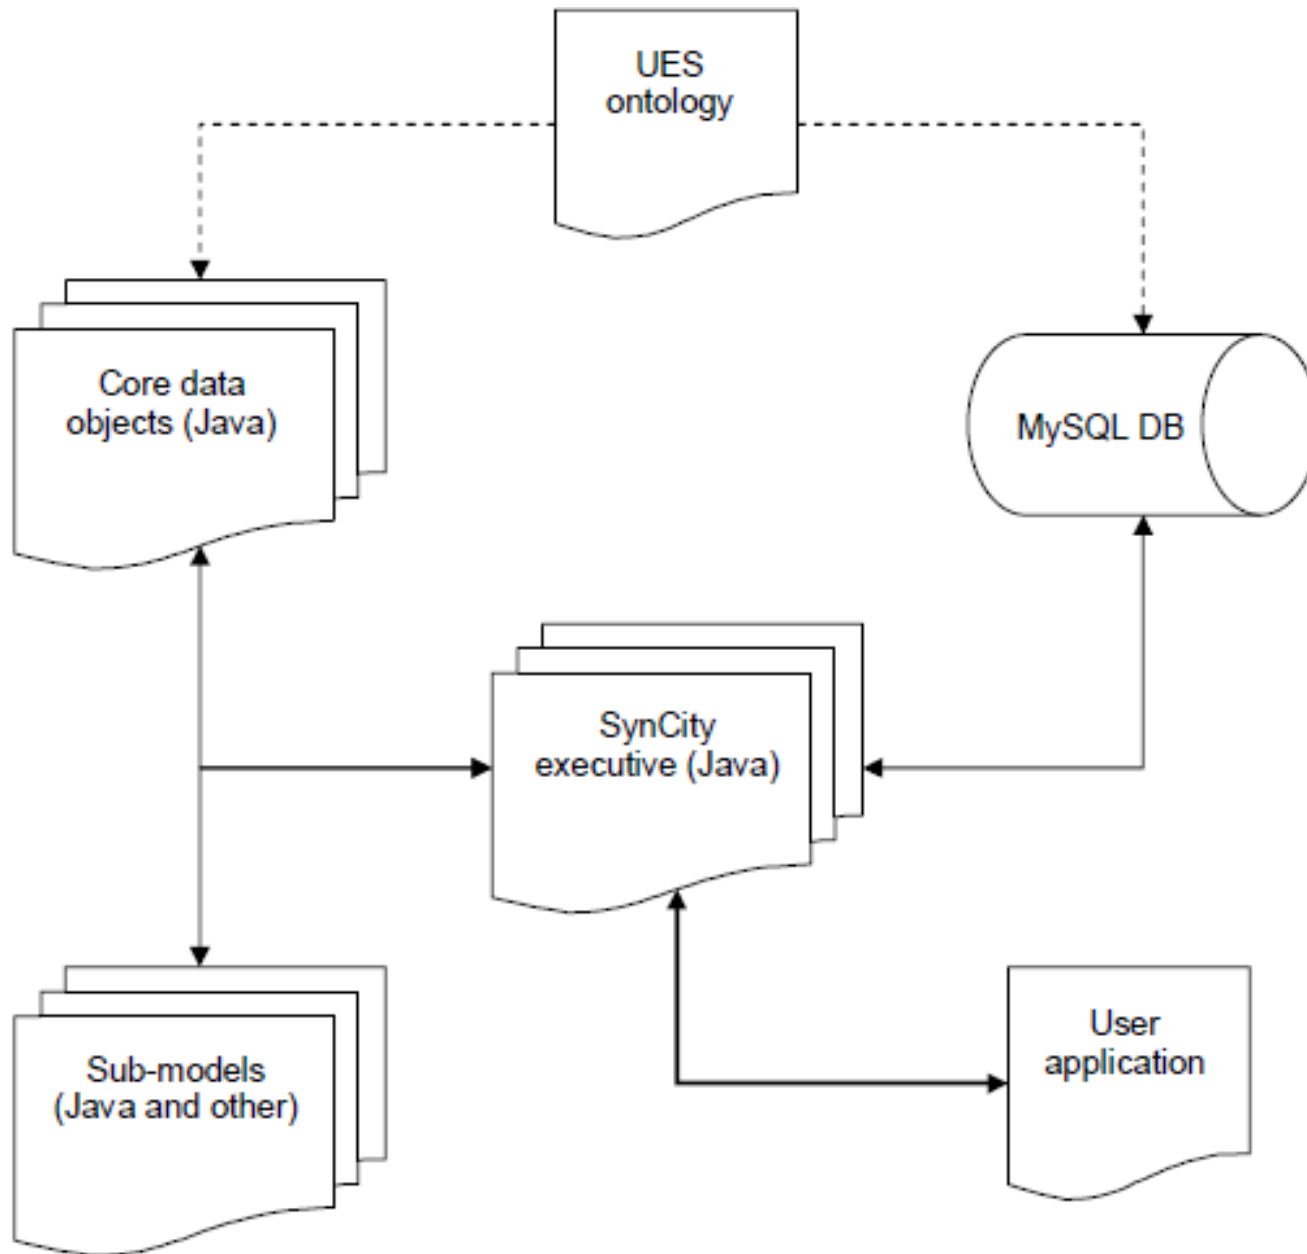 UES
ontology
Core data
objects (Java)
MySQL DB
SynCity
executive (Java)
Sub-models
(Java and other)
User
application